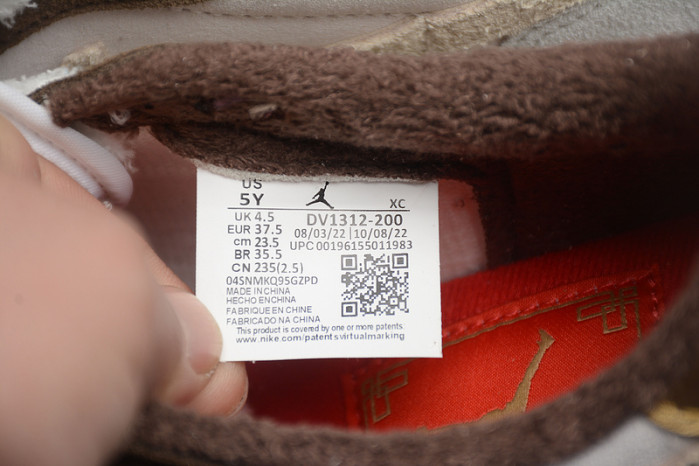 US
5Y
XC
UK 4.5
DV1312-200
EUR 37.5
08/03/22 | 10/08/22
cm 23.5
UPC 00196155011983
BR 35.5
CN 235(2.5)
04SNMKQ95GZPD
MADE IN CHINA
HECHO EN CHINA
FABRIQUE EN CHINE
FABRICADO NA CHINA
This product is covered by one or more patents
www.nike.com/patentsvirtualmarking